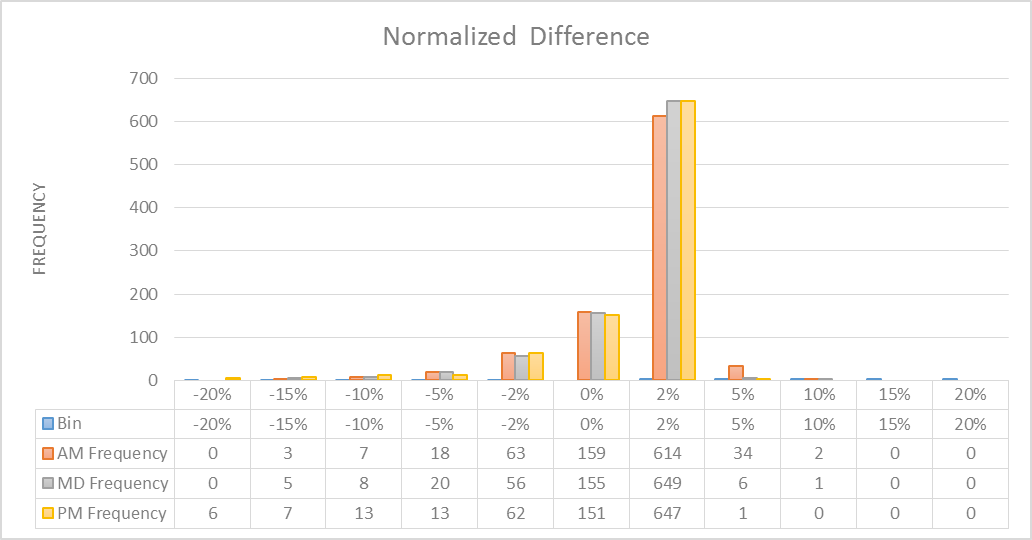 Normalized Difference
700
600
500
400
300
200
100
0
FREQUENCY
-20% -15% -10% -5% -2% 0% 2% 5% 10% 15% 20%
Bin -20% -15% -10% -5% -2% 0% 2% 5% 10% 15% 20%
AM Frequency 0 3 7 18 63 159 614 34 2 0 0
MD Frequency 0 5 8 20 56 155 649 6 1 0 0
PM Frequency 6 7 13 13 62 151 647 1 0 0 0